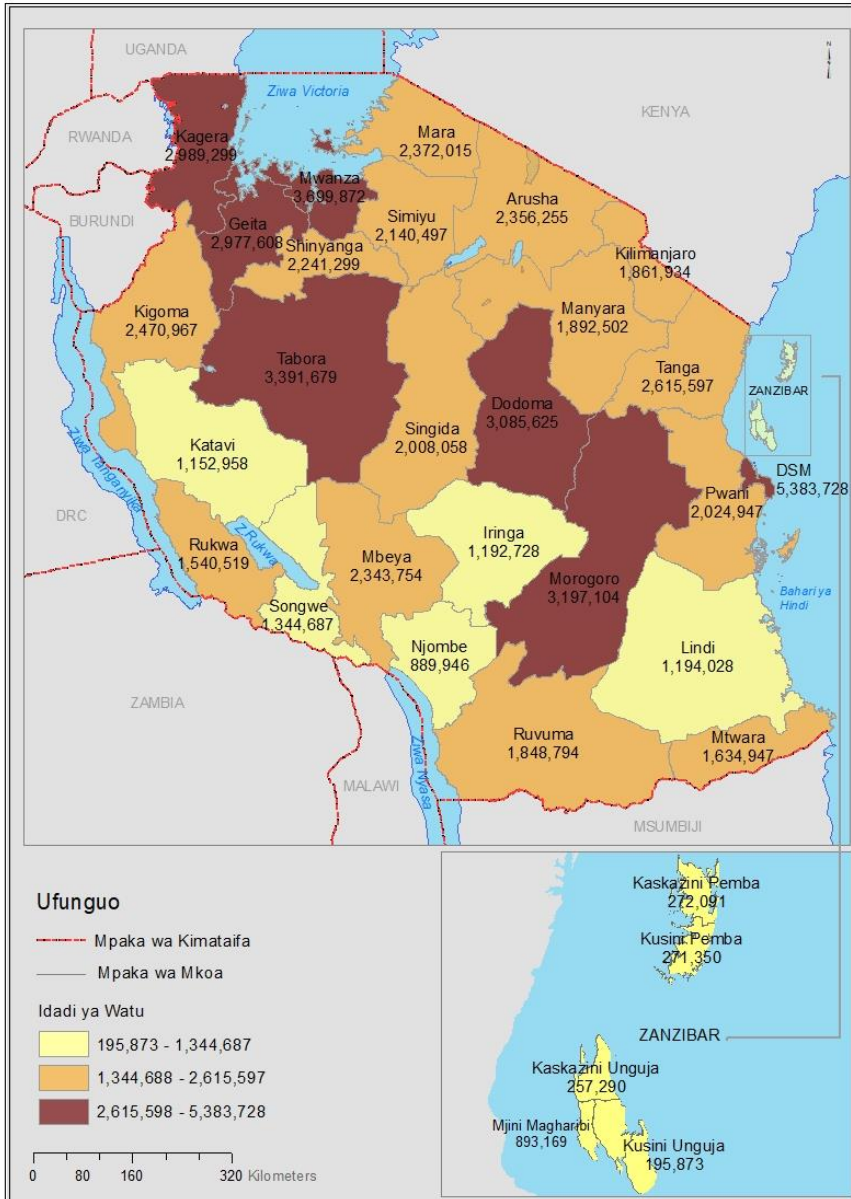 UGANDA
N
Ziwa Victoria
KENYA
RWANDA
Kagera
2,989,299
Mara
2,372,015
Mwanza
3,699,872
Arusha
2,356,255
BURUNDI
Geita
2,977,608
Simiyu
2,140,497
Shinyanga
2,241,299
Kilimanjaro
1,861,934
Kigoma
2,470,967
Manyara
1,892,502
Tabora
3,391,679
Tanga
2,615,597
ZANZIBAR
Dodoma
3,085,625
Singida
2,008,058
Katavi
1,152,958
DSM
5,383,728
Pwani
2,024,947
Ziwa Tanganyika
DRC
Rukwa
1,540,519
Z.Rukwa
Mbeya
2,343,754
Iringa
1,192,728
Morogoro
3,197,104
Bahari ya
Hindi
Songwe
1,344,687
Njombe
889,946
Lindi
1,194,028
ZAMBIA
Ruvuma
1,848,794
Mtwara
1,634,947
Ziwa Nyasa
MALAWI
MSUMBIJI
Ufunguo
Mpaka wa Kimataifa
Mpaka wa Mkoa
Idadi ya Watu
195,873 - 1,344,687
1,344,688 - 2,615,597
2,615,598 - 5,383,728
0 80 160 320 Kilometers
Kaskazini Pemba
272,091
Kusini Pemba
271,350
ZANZIBAR
Kaskazini Unguja
257,290
Mjini Magharibi
893,169
Kusini Unguja
195,873